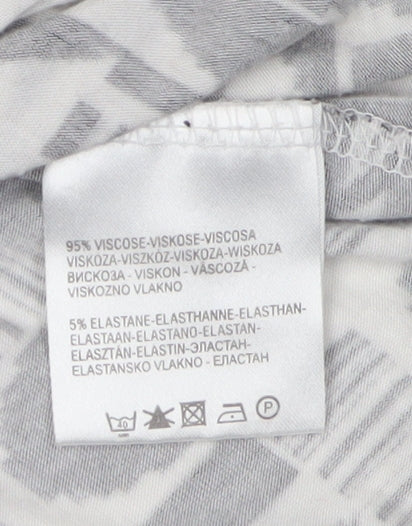 95% VISCOSE-VISKOSE-VISCOSA
VISKOZA-VISZKÓZ-VISKOZA-WISKOZA
ВИСКОЗА - VISKON - VĂSCOZĂ -
VISKOZNO VLAKNO
5% ELASTANE-ELASTHANNE-ELASTHAN-
ELASTAAN-ELASTANO-ELASTAN-
ELASZTÁN-ELASTIN-ЭЛАСТАН-
ELASTANSKO VLAKNO - ЕЛАСТАН
40 P